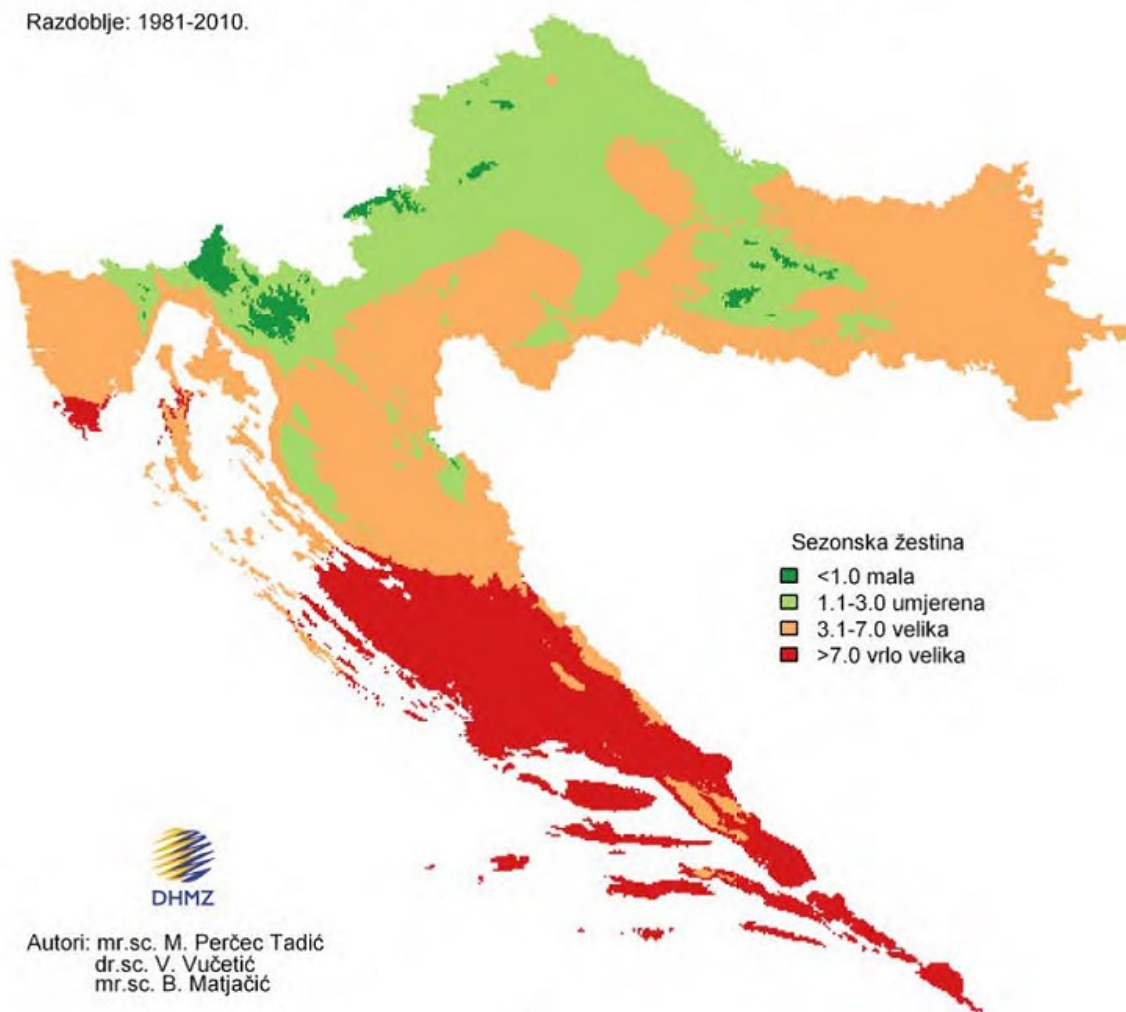 Razdoblje: 1981-2010.
Sezonska žestina
<1.0 mala
1.1-3.0 umjerena
3.1-7.0 velika
>7.0 vrlo velika
DHMZ
Autori: mr.sc. M. Perčec Tadić
dr.sc. V. Vučetić
mr.sc. B. Matjačić